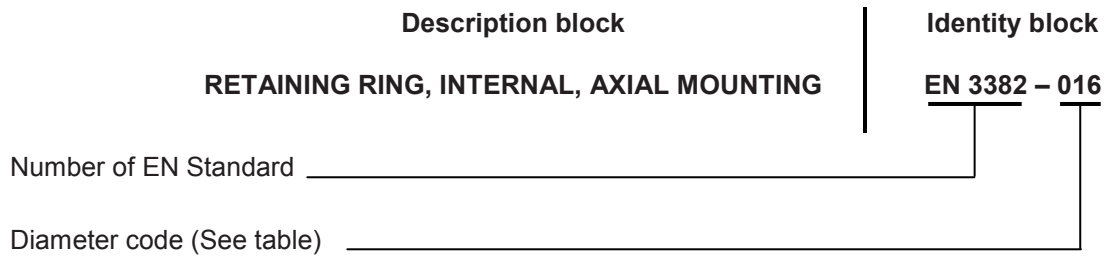 Description block Identity block
RETAINING RING, INTERNAL, AXIAL MOUNTING EN 3382 – 016
Number of EN Standard
Diameter code (See table)